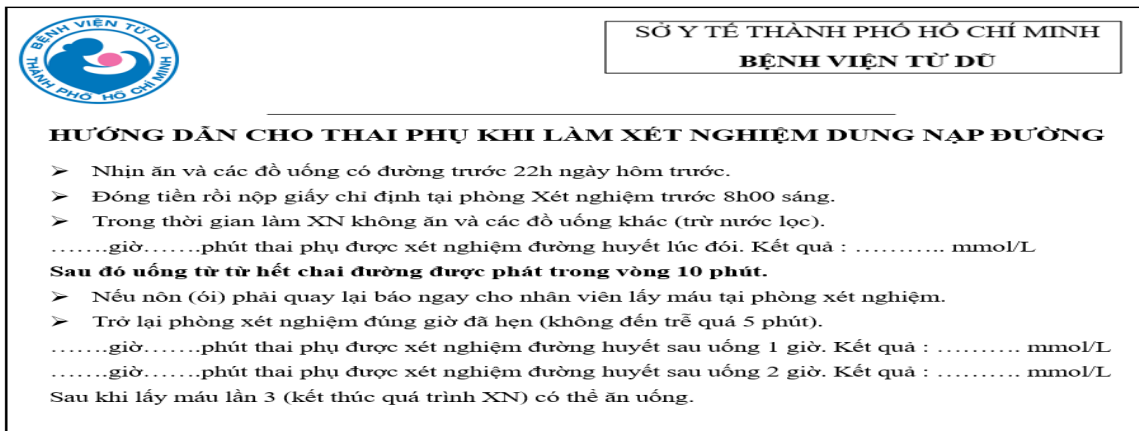 BỆNH VIỆN TỪ DŨ
THÀNH PHỐ HỒ CHÍ MINH
SỞ Y TẾ THÀNH PHỐ HỒ CHÍ MINH
BỆNH VIỆN TỪ DŨ
HƯỚNG DẪN CHO THAI PHỤ KHI LÀM XÉT NGHIỆM DUNG NẠP ĐƯỜNG
➢ Nhịn ăn và các đồ uống có đường trước 22h ngày hôm trước.
➢ Đóng tiền rồi nộp giấy chỉ định tại phòng Xét nghiệm trước 8h00 sáng.
➢ Trong thời gian làm XN không ăn và các đồ uống khác (trừ nước lọc).
…….giờ…….phút thai phụ được xét nghiệm đường huyết lúc đói. Kết quả : ……….. mmol/L
Sau đó uống từ từ hết chai đường được phát trong vòng 10 phút.
➢ Nếu nôn (ói) phải quay lại báo ngay cho nhân viên lấy máu tại phòng xét nghiệm.
➢ Trở lại phòng xét nghiệm đúng giờ đã hẹn (không đến trễ quá 5 phút).
…….giờ…….phút thai phụ được xét nghiệm đường huyết sau uống 1 giờ. Kết quả : ………. mmol/L
…….giờ…….phút thai phụ được xét nghiệm đường huyết sau uống 2 giờ. Kết quả : ………. mmol/L
Sau khi lấy máu lần 3 (kết thúc quá trình XN) có thể ăn uống.